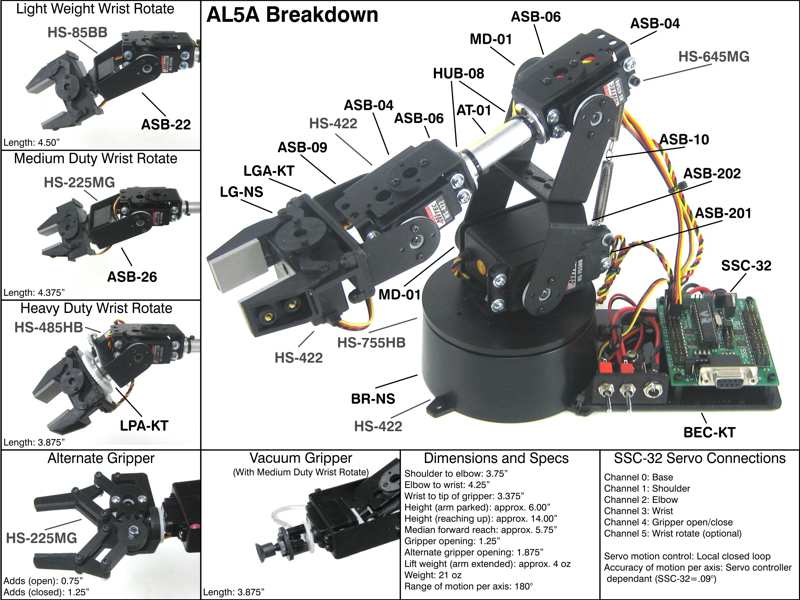 Light Weight Wrist Rotate
HS-85BB
ASB-22
Length: 4.50"
Medium Duty Wrist Rotate
HS-225MG
ASB-26
Length: 4.375"
Heavy Duty Wrist Rotate
HS-485HB
LPA-KT
Length: 3.875"
AL5A Breakdown
ASB-06
ASB-04
MD-01
HS-645MG
HUB-08
ASB-04
AT-01
HS-422
ASB-06
ASB-10
ASB-09
LGA-KT
ASB-202
LG-NS
ASB-201
SSC-32
MD-01
HS-422
HS-755HB
BR-NS
HS-422
BEC-KT
Alternate Gripper
HS-225MG
Adds (open): 0.75"
Adds (closed): 1.25"
Vacuum Gripper
(With Medium Duty Wrist Rotate)
Length: 3.875"
Dimensions and Specs
Shoulder to elbow: 3.75"
Elbow to wrist: 4.25"
Wrist to tip of gripper: 3.375"
Height (arm parked): approx. 6.00"
Height (reaching up): approx. 14.00"
Median forward reach: approx. 5.75"
Gripper opening: 1.25"
Alternate gripper opening: 1.875"
Lift weight (arm extended): approx. 4 oz
Weight: 21 oz
Range of motion per axis: 180°
SSC-32 Servo Connections
Channel 0: Base
Channel 1: Shoulder
Channel 2: Elbow
Channel 3: Wrist
Channel 4: Gripper open/close
Channel 5: Wrist rotate (optional)
Servo motion control: Local closed loop
Accuracy of motion per axis: Servo controller
dependant (SSC-32=.09°)